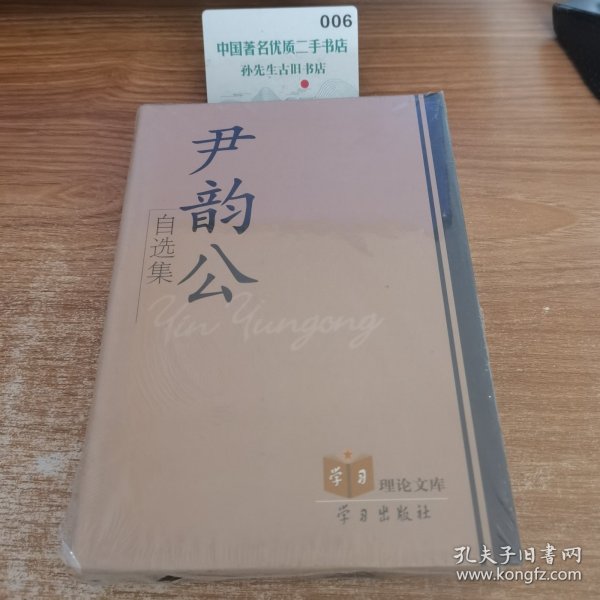 006
中国著名优质二手书店
孙先生古旧书店
尹韵公
自选集
Yin Yungong
学习
理论文库
学习出版社
孔夫子旧书网
www.kongfz.com